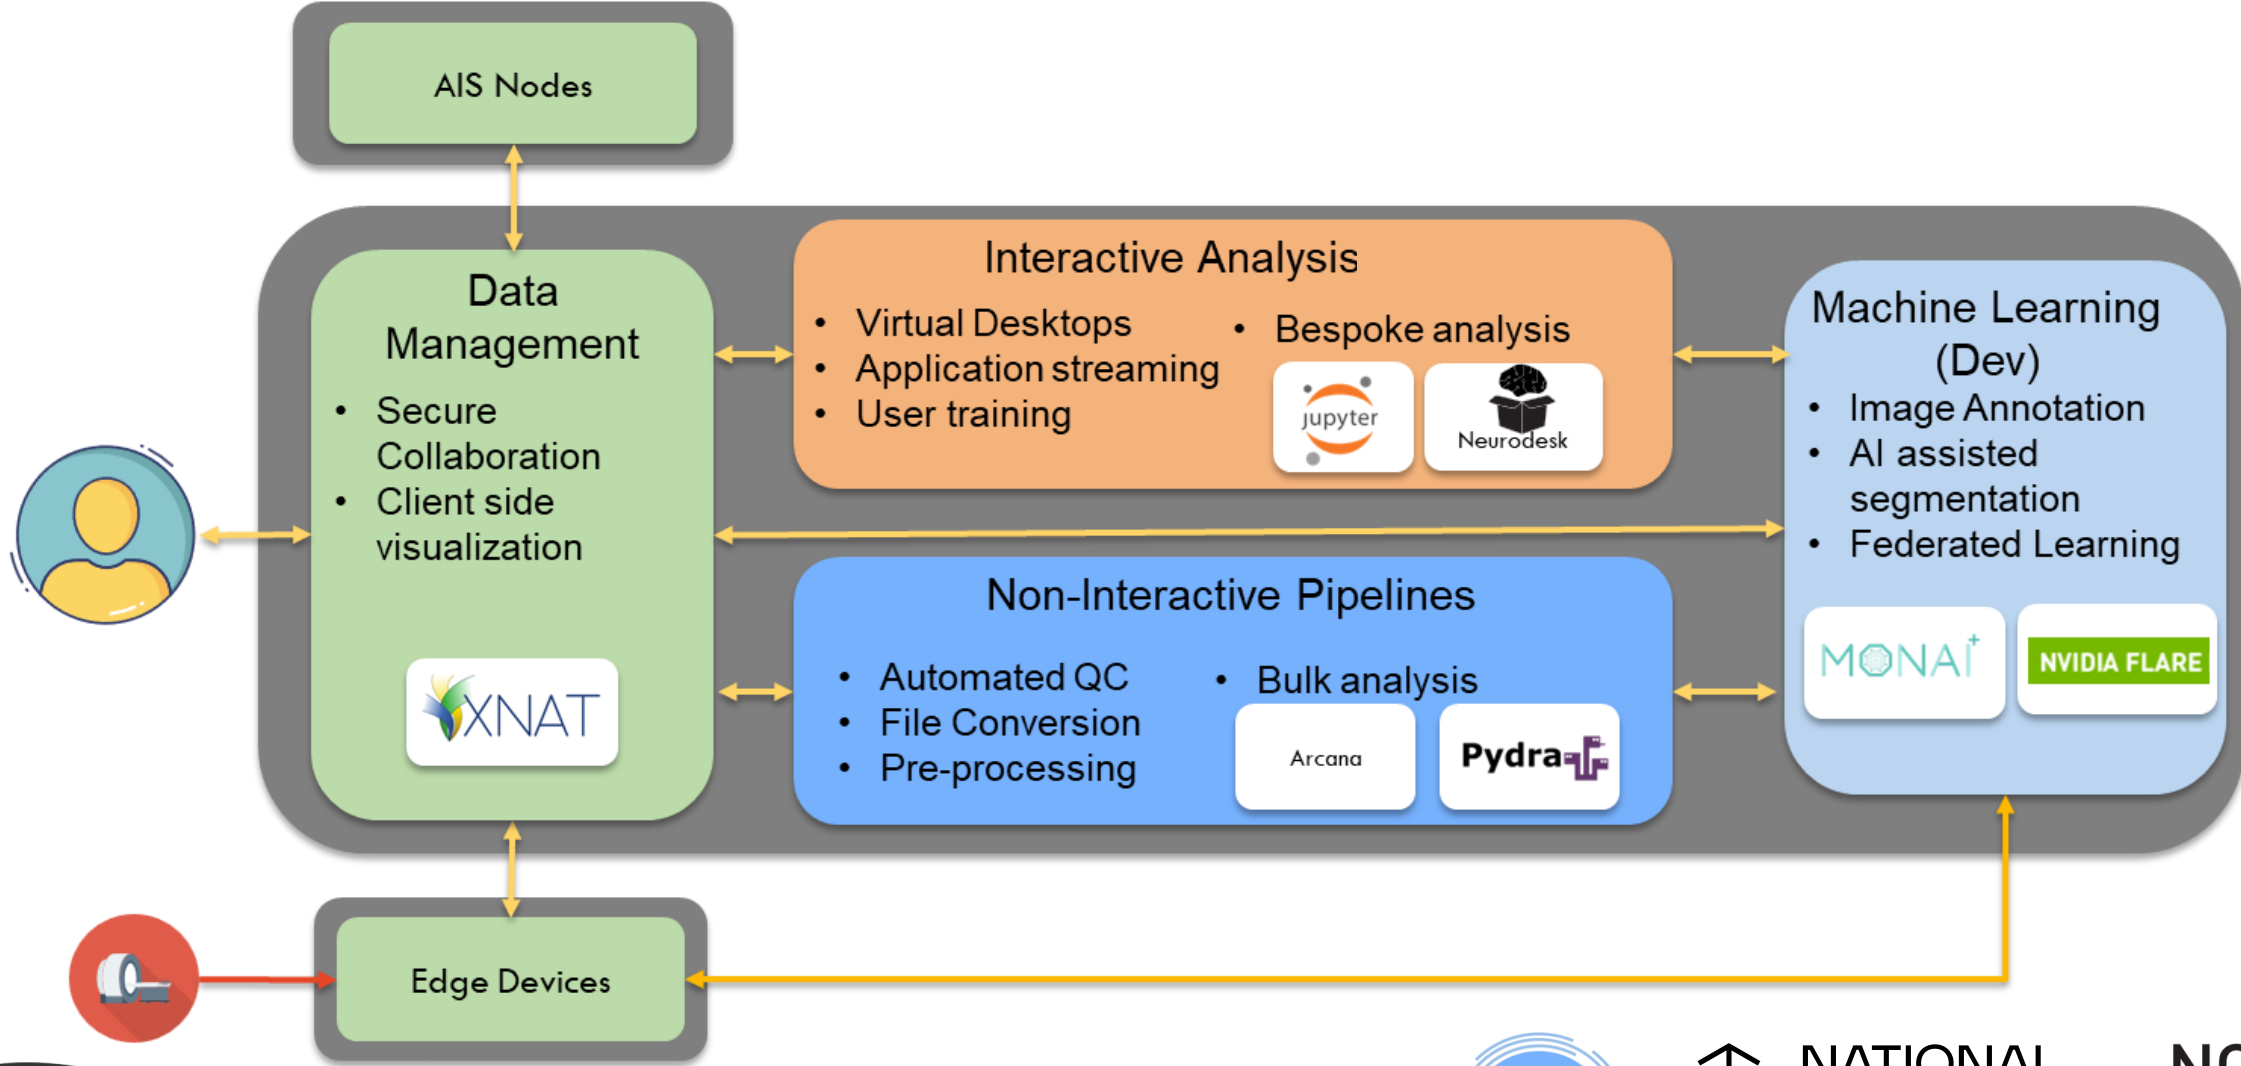 AIS Nodes
Data
Management
• Secure
Collaboration
• Client side
visualization
XNAT
Interactive Analysis
• Virtual Desktops
• Application streaming
• User training
• Bespoke analysis
jupyter
Neurodesk
Non-Interactive Pipelines
• Automated QC
• File Conversion
• Pre-processing
• Bulk analysis
Arcana
Pydra
Machine Learning
(Dev)
• Image Annotation
• AI assisted
segmentation
• Federated Learning
MONAI
NVIDIA FLARE
Edge Devices
NATIONAL